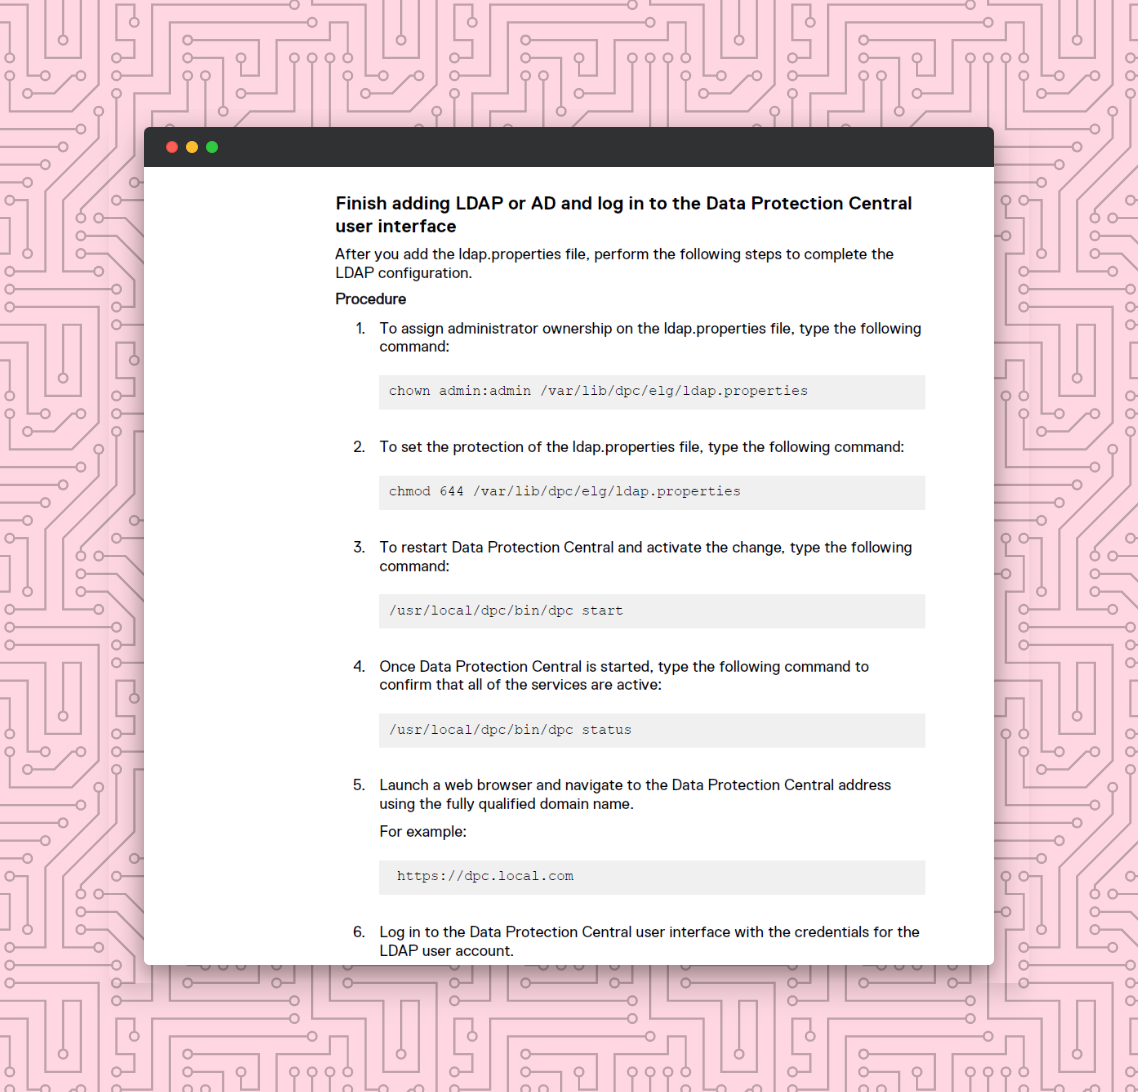 Finish adding LDAP or AD and log in to the Data Protection Central
user interface
After you add the ldap.properties file, perform the following steps to complete the
LDAP configuration.
Procedure
1. To assign administrator ownership on the ldap.properties file, type the following
command:
chown admin:admin /var/lib/dpc/elg/ldap.properties
2. To set the protection of the ldap.properties file, type the following command:
chmod 644 /var/lib/dpc/elg/ldap.properties
3. To restart Data Protection Central and activate the change, type the following
command:
/usr/local/dpc/bin/dpc start
4. Once Data Protection Central is started, type the following command to
confirm that all of the services are active:
/usr/local/dpc/bin/dpc status
5. Launch a web browser and navigate to the Data Protection Central address
using the fully qualified domain name.
For example:
https://dpc.local.com
6. Log in to the Data Protection Central user interface with the credentials for the
LDAP user account.